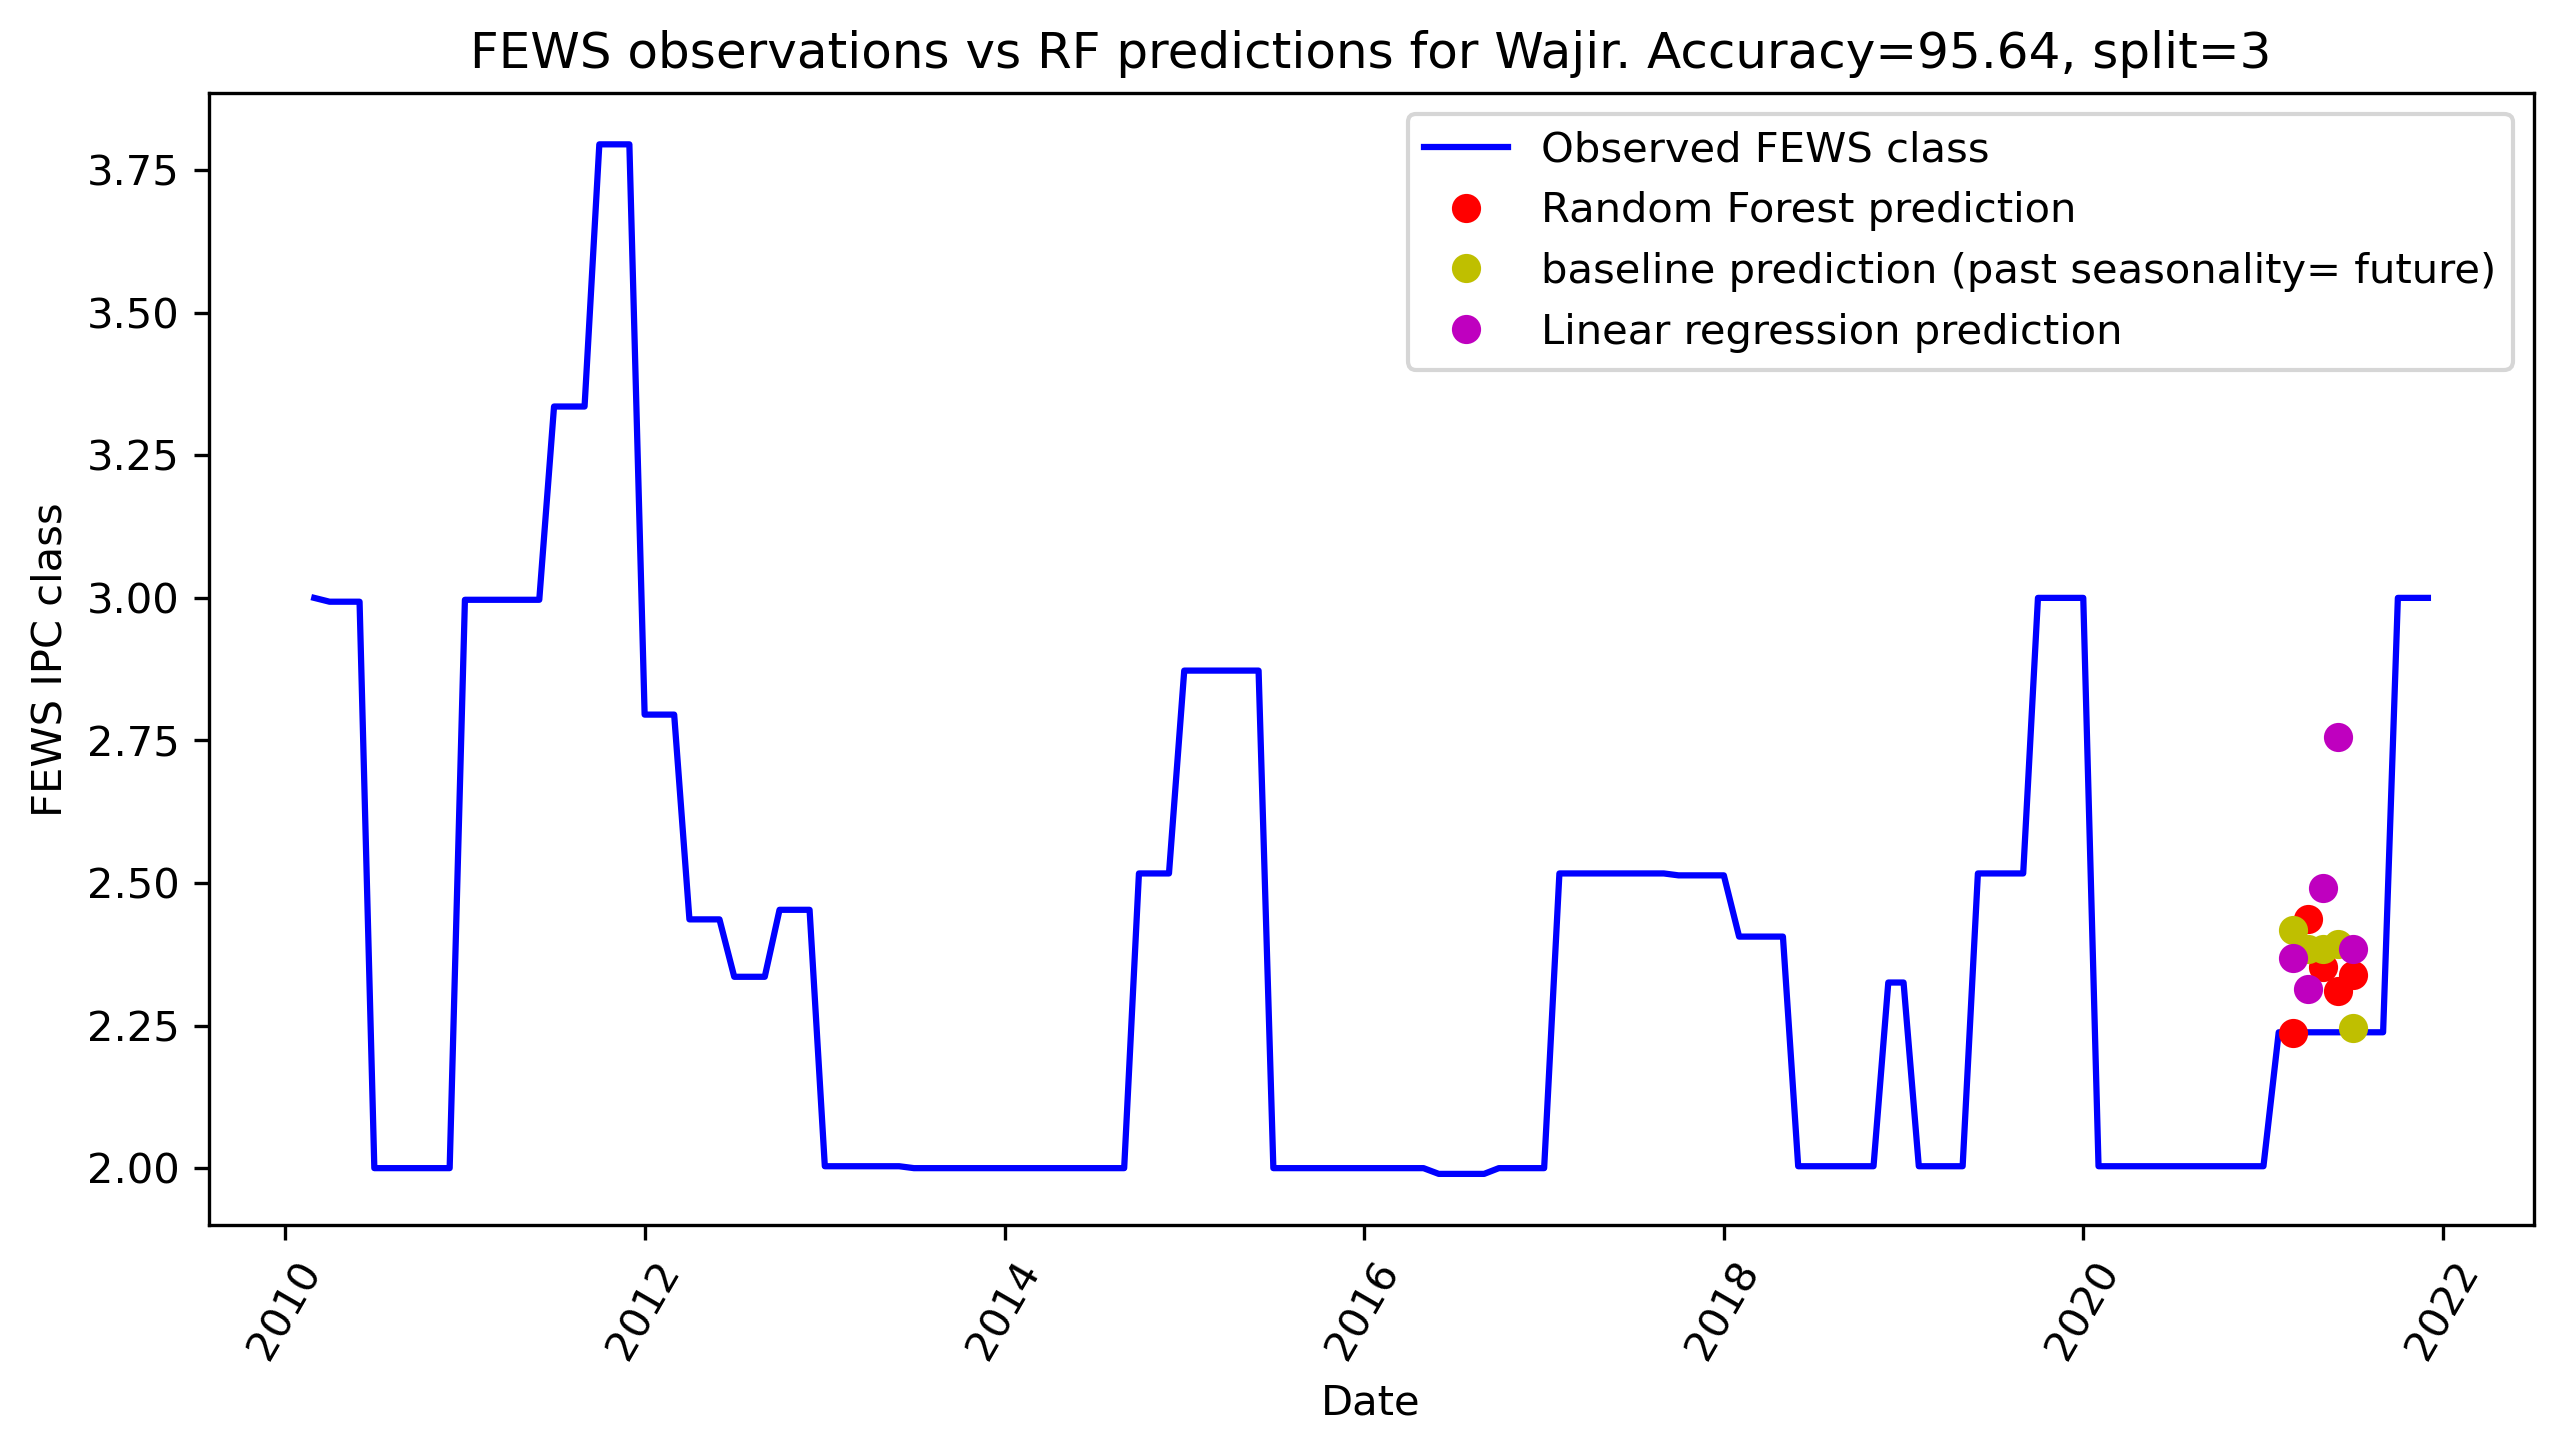 FEWS observations vs RF predictions for Wajir. Accuracy=95.64, split=3
Observed FEWS class
Random Forest prediction
baseline prediction (past seasonality= future)
Linear regression prediction
FEWS IPC class
3.75
3.50
3.25
3.00
2.75
2.50
2.25
2.00
2010
2012
2014
2016
2018
2020
2022
Date